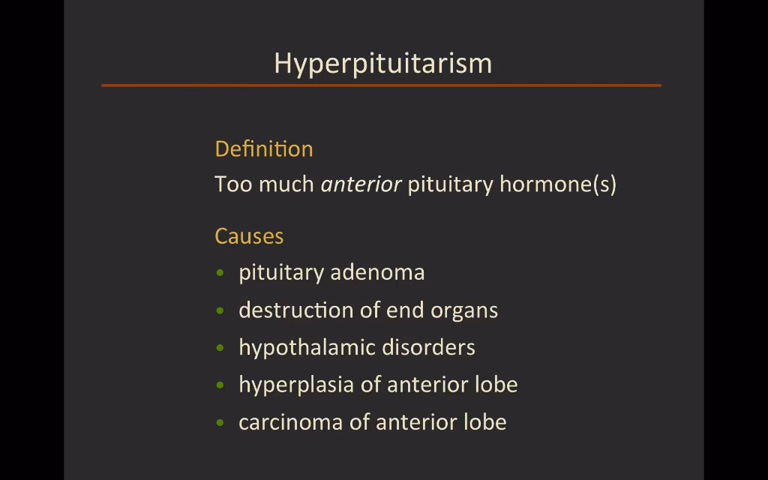 Hyperpituitarism
Definition
Too much anterior pituitary hormone(s)
Causes
• pituitary adenoma
• destruction of end organs
• hypothalamic disorders
• hyperplasia of anterior lobe
• carcinoma of anterior lobe